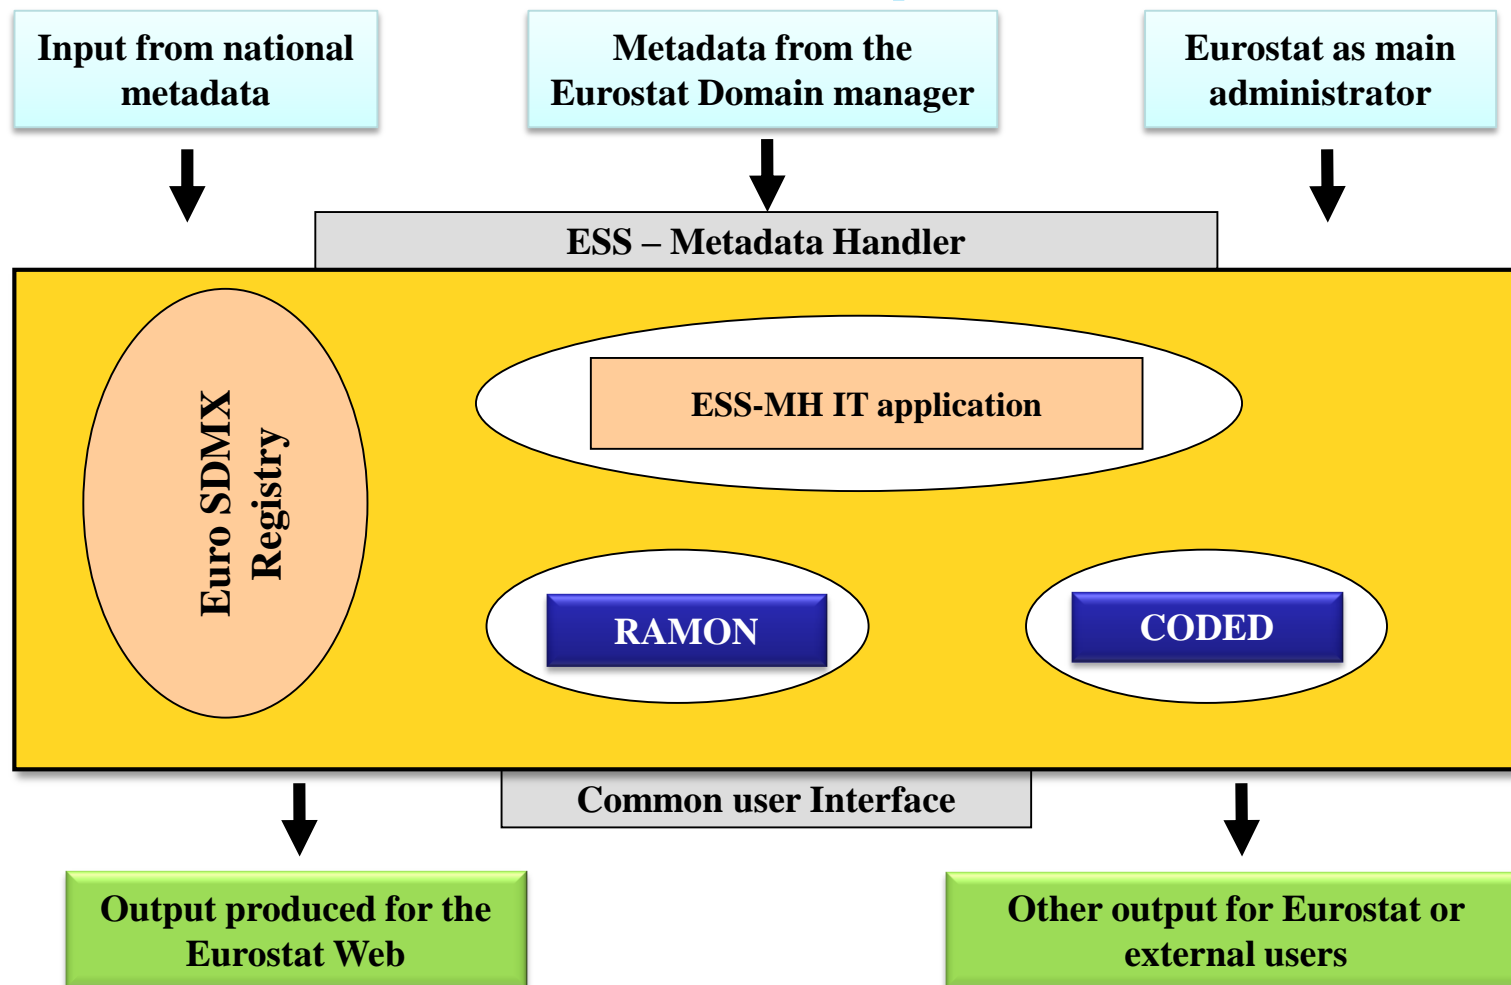 Input from national
metadata
Metadata from the
Eurostat Domain manager
Eurostat as main
administrator
ESS – Metadata Handler
Euro SDMX
Registry
ESS-MH IT application
RAMON
CODED
Common user Interface
Output produced for the
Eurostat Web
Other output for Eurostat or
external users